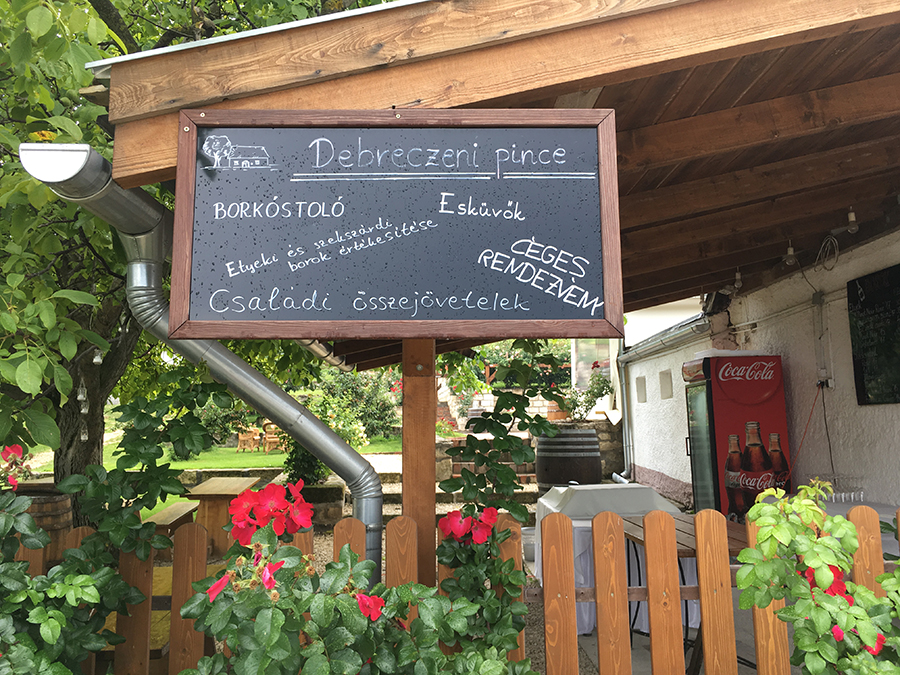 Debreczeni pince
BORKÓSTOLÓ
Esküvők
Etyeki és szekszárdi
borok értékesítése
CÉGES
RENDEZVÉNY
Családi összejövetelek
Coca-Cola
Coca-Cola